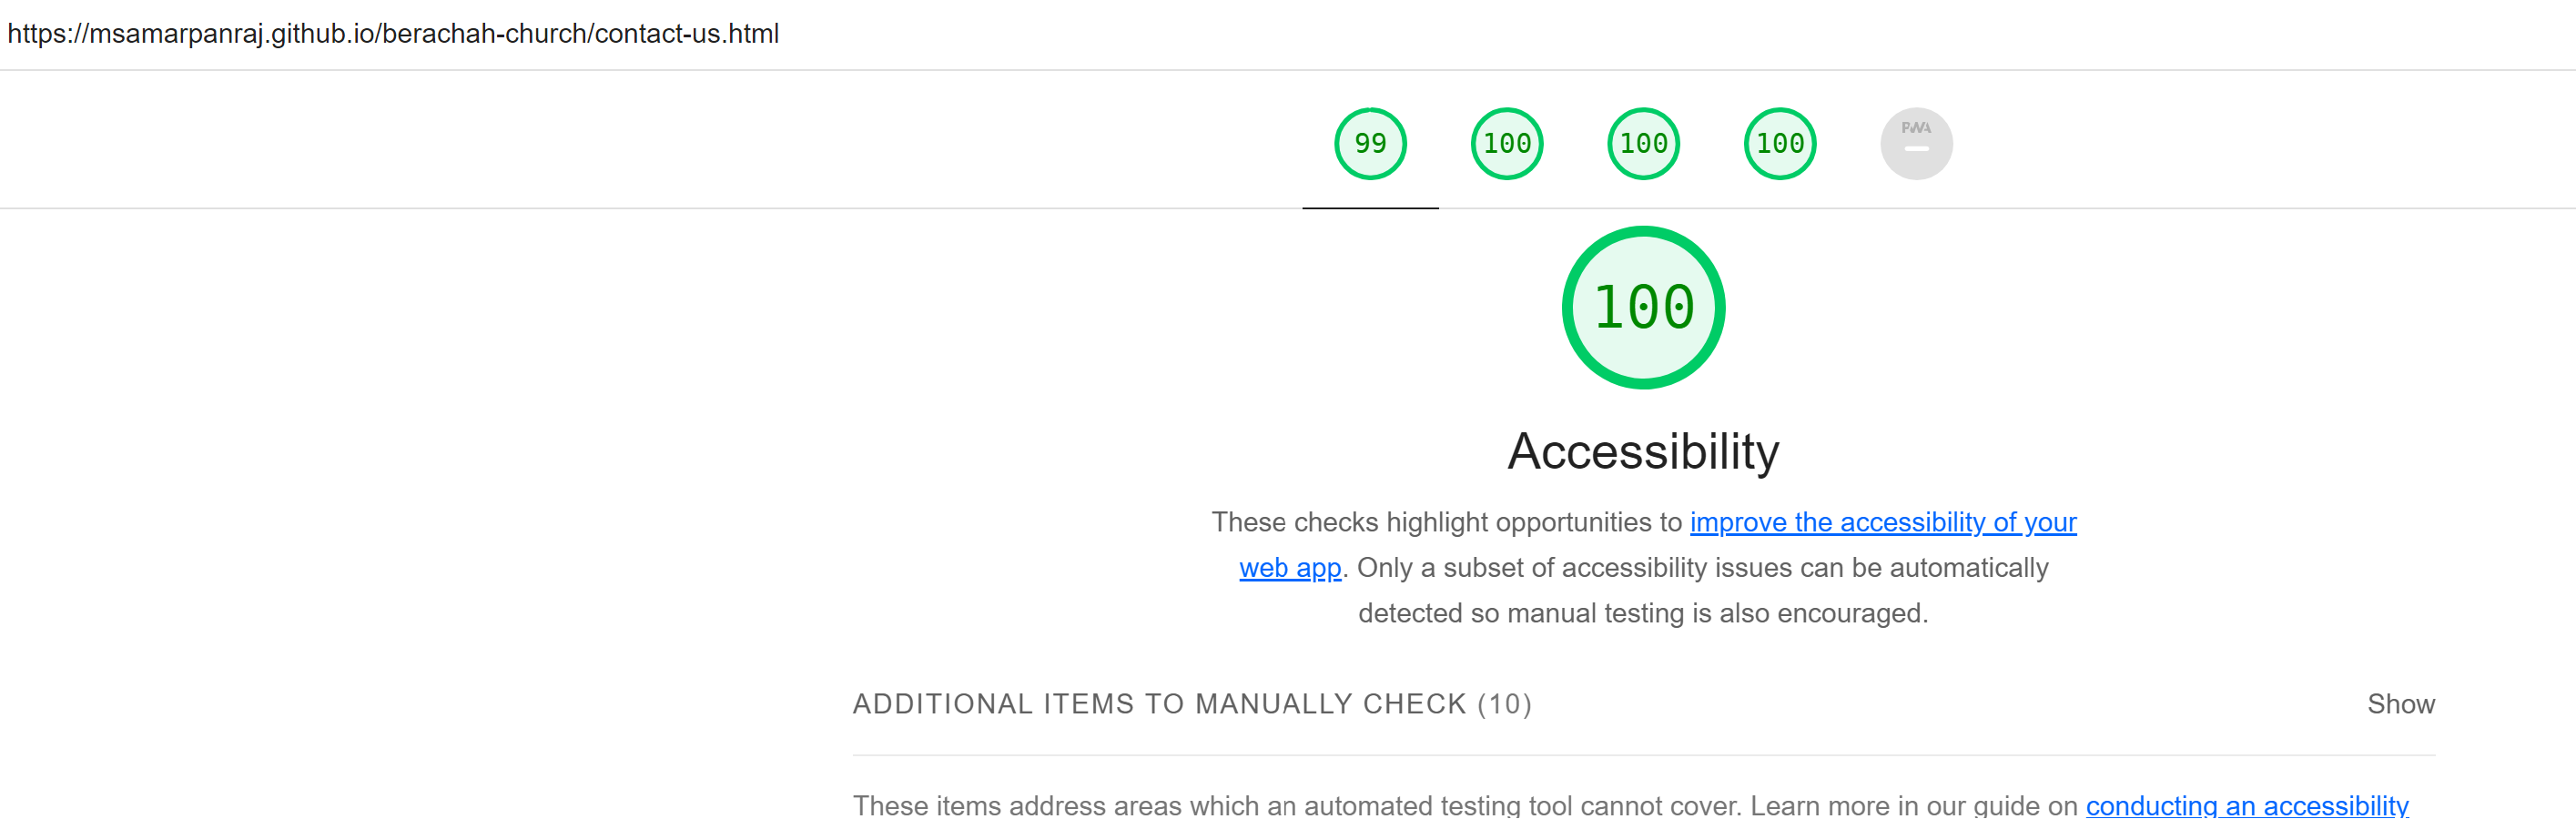 https://msamarpanraj.github.io/berachah-church/contact-us.html
99 100 100 100 PWA
100
Accessibility
These checks highlight opportunities to improve the accessibility of your
web app. Only a subset of accessibility issues can be automatically
detected so manual testing is also encouraged.
ADDITIONAL ITEMS TO MANUALLY CHECK (10) Show
These items address areas which an automated testing tool cannot cover. Learn more in our guide on conducting an accessibility